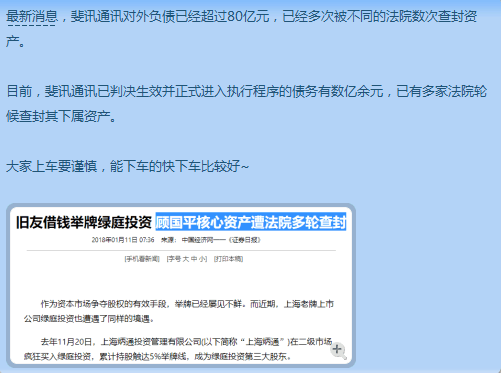 最新消息，斐讯通讯对外负债已经超过80亿元，已经多次被不同的法院数次查封资
产。
目前，斐讯通讯已判决生效并正式进入执行程序的债务有数亿余元，已有多家法院轮
候查封其下属资产。
大家上车要谨慎，能下车的快下车比较好~
旧友借钱举牌绿庭投资 顾国平核心资产遭法院多轮查封
2018年01月11日 07:36 来源：中国经济网——《证券日报》
[手机看新闻] [字号 大 中 小] [打印本稿]
作为资本市场争夺股权的有效手段，举牌已经屡见不鲜。而近期，上海老牌上市
公司绿庭投资也遭遇了同样的境遇。
去年11月20日，上海炳通投资管理有限公司(以下简称“上海炳通”)在二级市场
疯狂买入绿庭投资，累计持股触达5%举牌线，成为绿庭投资第三大股东。